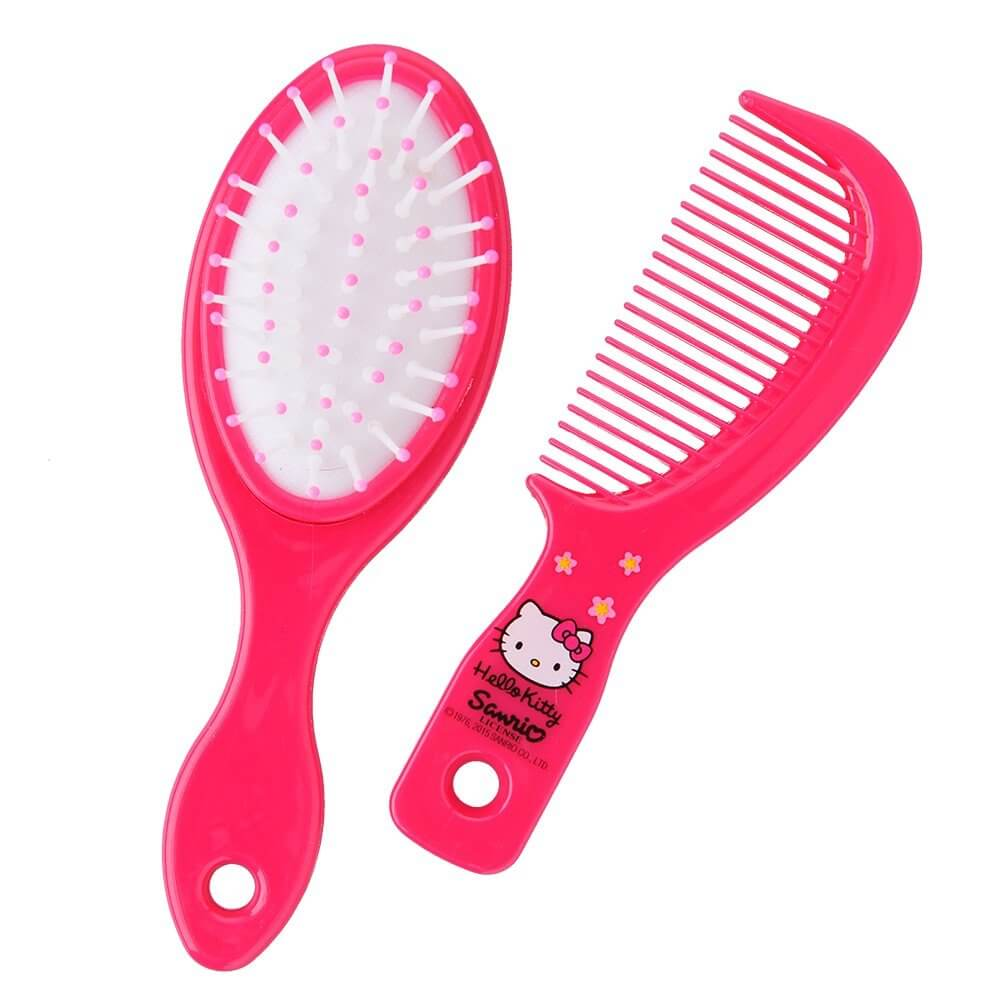 Hello Kitty
Sanrio
LICENSE
©1976, 2015 SANRIO CO., LTD.